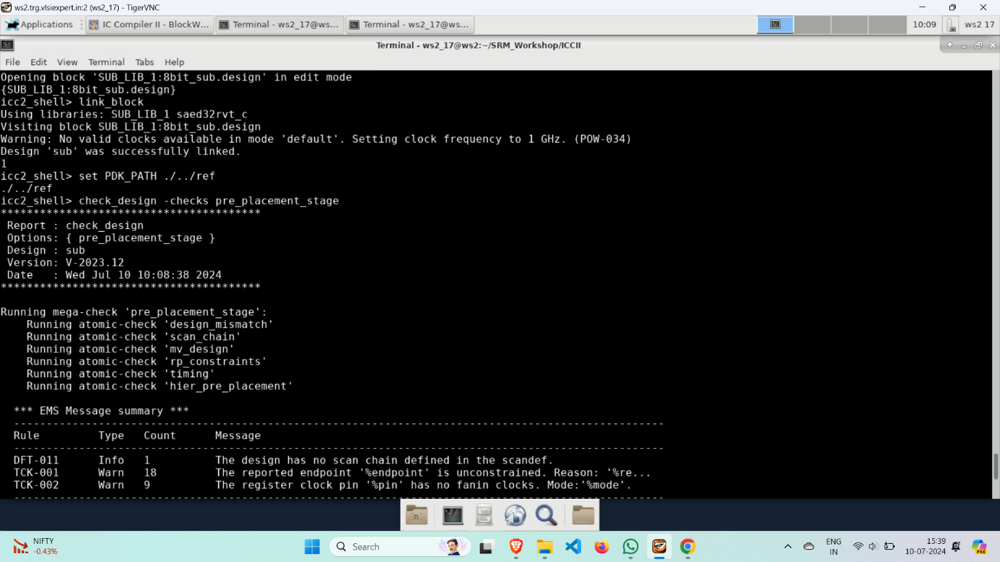 ws2.trg.vlsiexpert.in:2 (ws2_17) - TigerVNC
Applications
IC Compiler II - BlockW...
Terminal - ws2_17@ws...
Terminal - ws2_17@ws...
10:09
ws2 17
Terminal - ws2_17@ws2:~/SRM_Workshop/ICCII
File Edit View Terminal Tabs Help
Opening block 'SUB_LIB_1:8bit_sub.design' in edit mode
{SUB_LIB_1:8bit_sub.design}
icc2_shell> link_block
Using libraries: SUB_LIB_1 saed32rvt_c
Visiting block SUB_LIB_1:8bit_sub.design
Warning: No valid clocks available in mode 'default'. Setting clock frequency to 1 GHz. (POW-034)
Design 'sub' was successfully linked.
1
icc2_shell> set PDK_PATH ./../ref
./../ref
icc2_shell> check_design -checks pre_placement_stage
****************************************
Report : check_design
Options: { pre_placement_stage }
Design : sub
Version: V-2023.12
Date   : Wed Jul 10 10:08:38 2024
****************************************
Running mega-check 'pre_placement_stage':
Running atomic-check 'design_mismatch'
Running atomic-check 'scan_chain'
Running atomic-check 'mv_design'
Running atomic-check 'rp_constraints'
Running atomic-check 'timing'
Running atomic-check 'hier_pre_placement'
*** EMS Message summary ***
----------------------------------------------------------------------------------------------------
Rule         Type   Count      Message
----------------------------------------------------------------------------------------------------
DFT-011      Info   1          The design has no scan chain defined in the scandef.
TCK-001      Warn   18         The reported endpoint '%endpoint' is unconstrained. Reason: '%re...
TCK-002      Warn   9          The register clock pin '%pin' has no fanin clocks. Mode:'%mode'.
----------------------------------------------------------------------------------------------------
NIFTY
-0.43%
Search
ENG
IN
15:39
10-07-2024
PRE